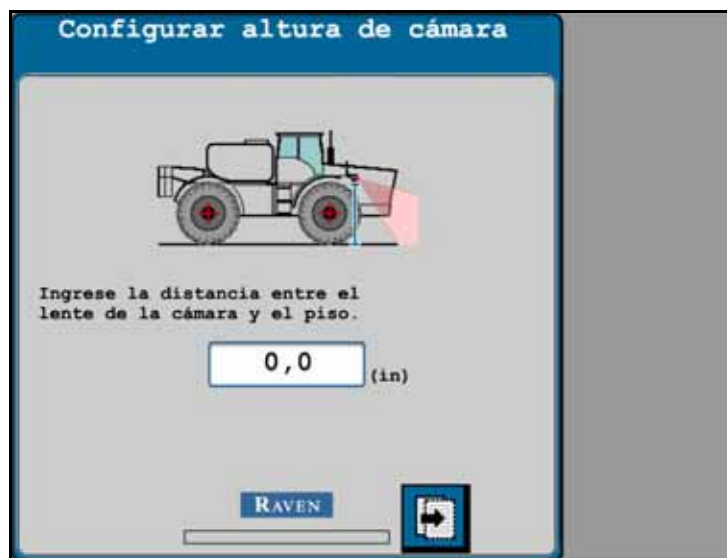 Configurar altura de cámara
Ingrese la distancia entre el
lente de la cámara y el piso.
0,0
(in)
RAVEN